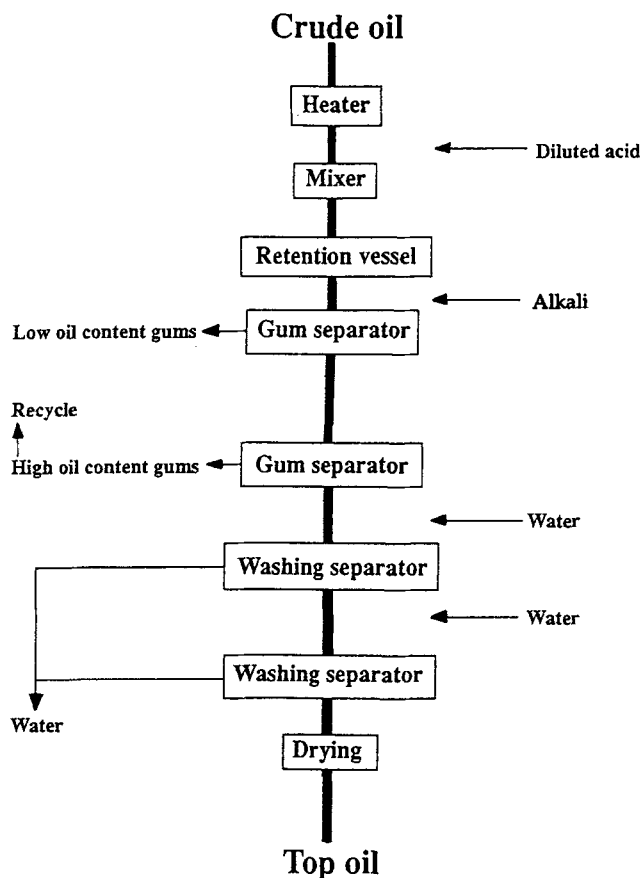 Crude oil
Heater
Diluted acid
Mixer
Retention vessel
Alkali
Low oil content gums
Gum separator
Recycle
High oil content gums
Gum separator
Water
Washing separator
Water
Washing separator
Water
Drying
Top oil